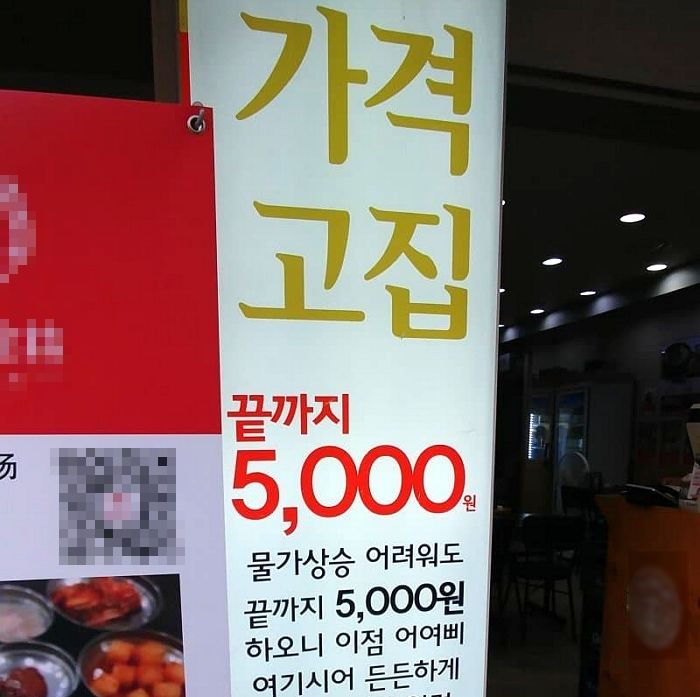 가격
고집
끝까지
5,000원
물가상승 어려워도
끝까지 5,000원
하오니 이점 어여삐
여기시어 든든하게
汤